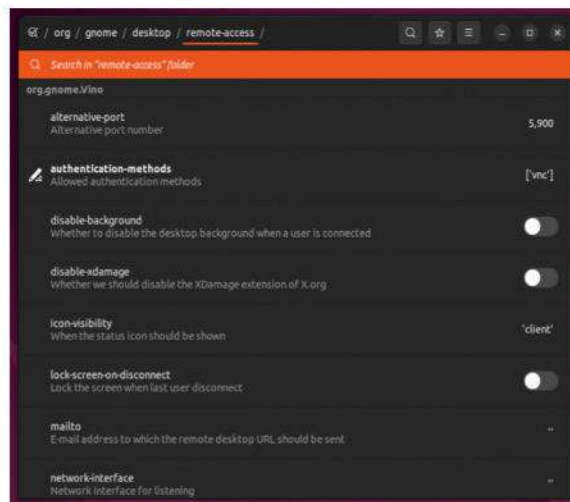 / org / gnome / desktop / remote-access /
Search in "remote-access" folder
org.gnome.Vino
alternative-port
Alternative port number
5,900
authentication-methods
Allowed authentication methods
['vnc']
disable-background
Whether to disable the desktop background when a user is connected
disable-xdamage
Whether we should disable the XDamage extension of X.org
icon-visibility
When the status icon should be shown
'client'
lock-screen-on-disconnect
Lock the screen when last user disconnect
mailto
E-mail address to which the remote desktop URL should be sent
''
network-interface
Network interface for listening
''